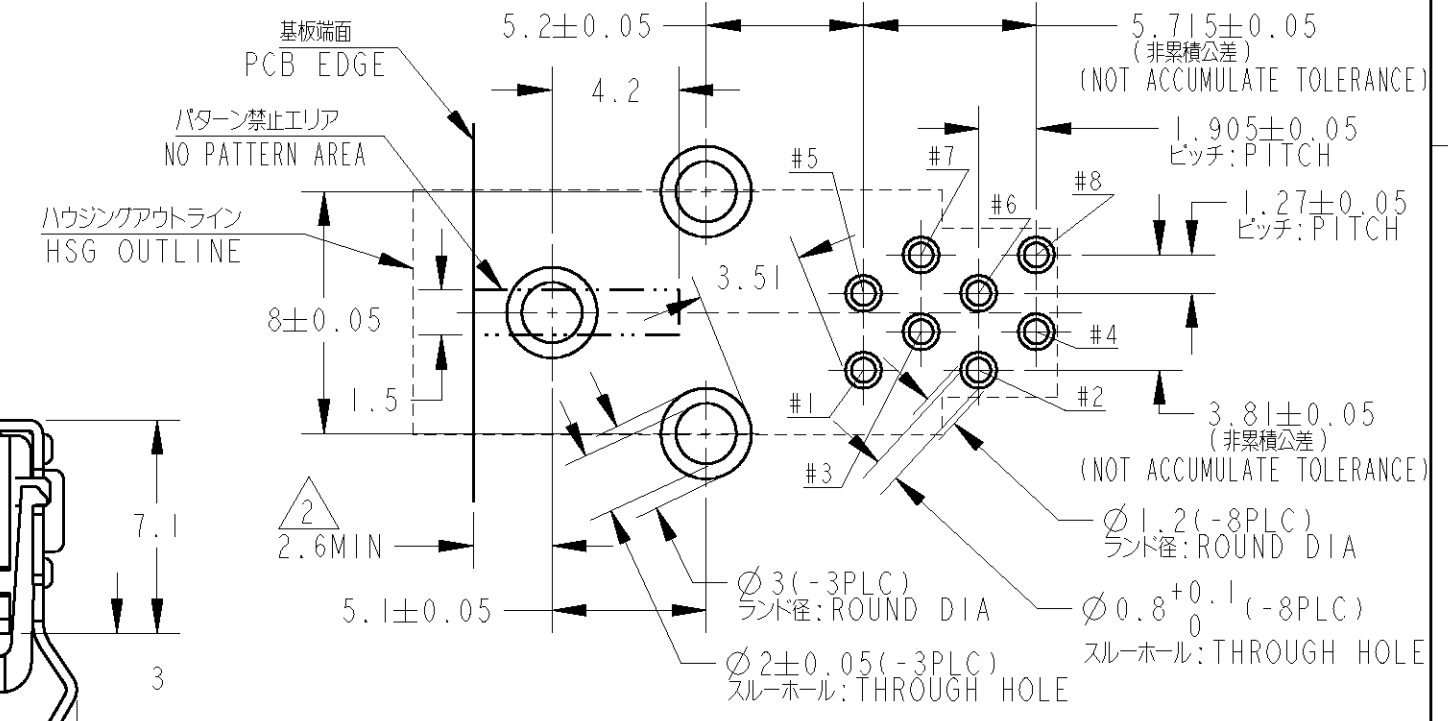 5.2±0.05
5.715±0.05
(非累積公差)
(NOT ACCUMULATE TOLERANCE)
基板端面
PCB EDGE
4.2
パターン禁止エリア
NO PATTERN AREA
1.905±0.05
ピッチ:PITCH
#5
#7
#6
#8
1.27±0.05
ピッチ:PITCH
ハウジングアウトライン
HSG OUTLINE
3.51
8±0.05
#4
1.5
#1
#2
3.81±0.05
(非累積公差)
(NOT ACCUMULATE TOLERANCE)
#3
7.1
2
2.6MIN
Ø1.2(-8PLC)
ランド径:ROUND DIA
Ø3(-3PLC)
ランド径:ROUND DIA
5.1±0.05
Ø0.8 +0.1 0 (-8PLC)
スルーホール:THROUGH HOLE
Ø2±0.05(-3PLC)
スルーホール:THROUGH HOLE
3